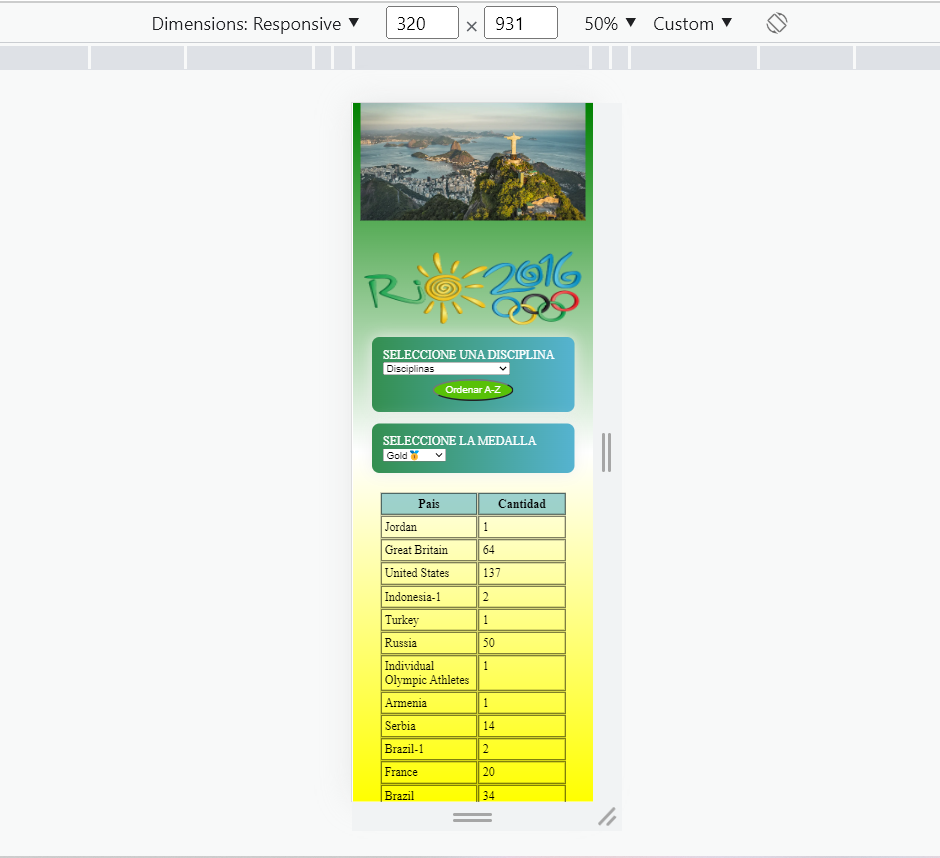 Dimensions: Responsive ▼ 320 × 931 50% ▼ Custom ▼
Rio 2016
SELECCIONE UNA DISCIPLINA
Disciplinas
Ordenar A-Z
SELECCIONE LA MEDALLA
Gold🥇
Pais Cantidad
Jordan 1
Great Britain 64
United States 137
Indonesia-1 2
Turkey 1
Russia 50
Individual 1
Olympic Athletes
Armenia 1
Serbia 14
Brazil-1 2
France 20
Brazil 34